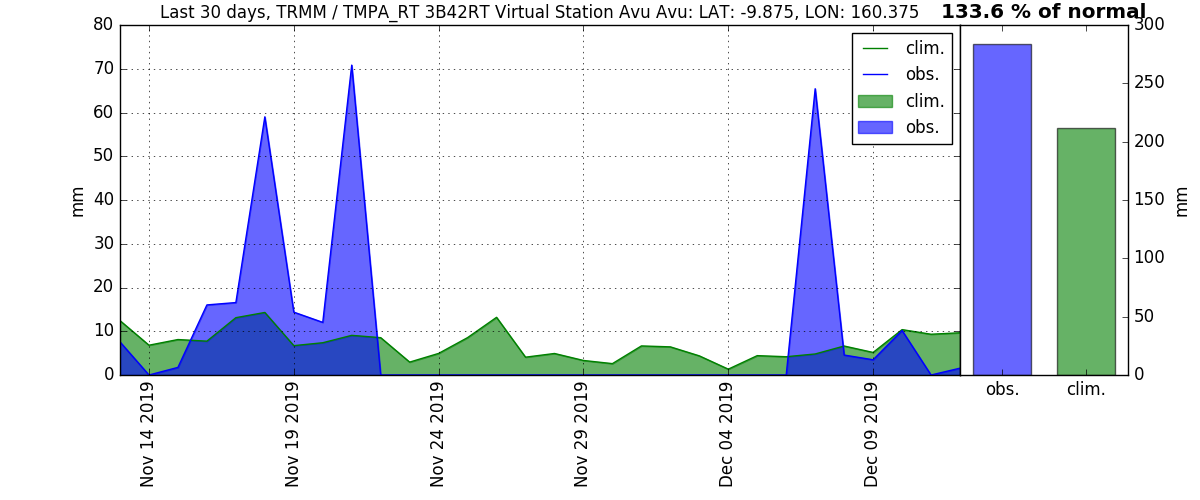 Last 30 days, TRMM / TMPA_RT 3B42RT Virtual Station Avu Avu: LAT: -9.875, LON: 160.375
133.6 % of normal
80
70
60
50
40
30
20
10
0
mm
clim.
obs.
clim.
obs.
300
250
200
150
100
50
0
mm
Nov 14 2019
Nov 19 2019
Nov 24 2019
Nov 29 2019
Dec 04 2019
Dec 09 2019
obs.
clim.